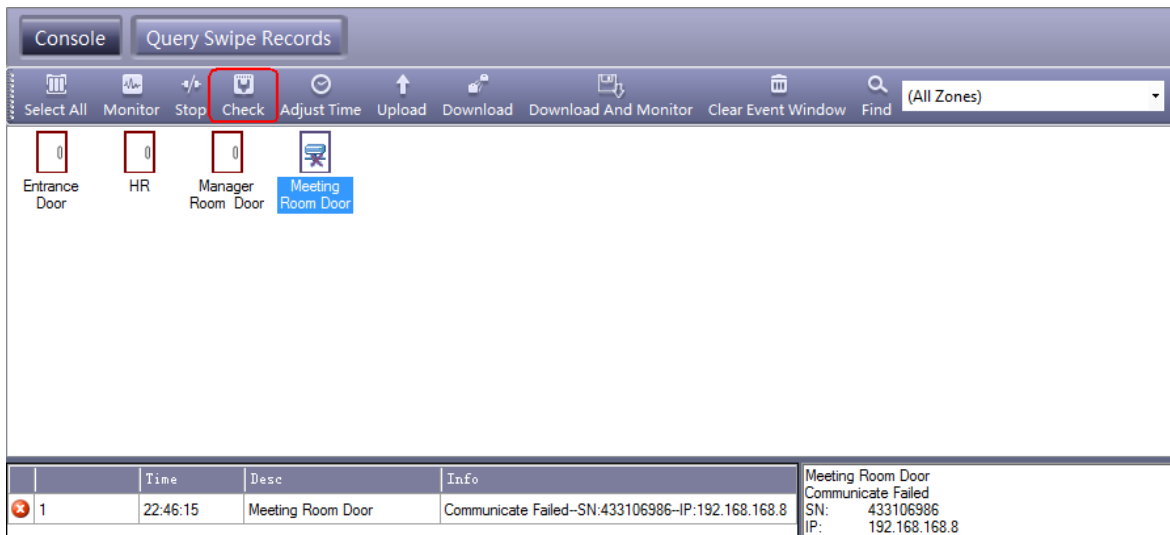 Console Query Swipe Records
Select All Monitor Stop Check Adjust Time Upload Download Download And Monitor Clear Event Window Find (All Zones)
Entrance Door
HR
Manager Room Door
Meeting Room Door
Time Desc Info
1 22:46:15 Meeting Room Door Communicate Failed--SN:433106986--IP:192.168.168.8
Meeting Room Door
Communicate Failed
SN: 433106986
IP: 192.168.168.8